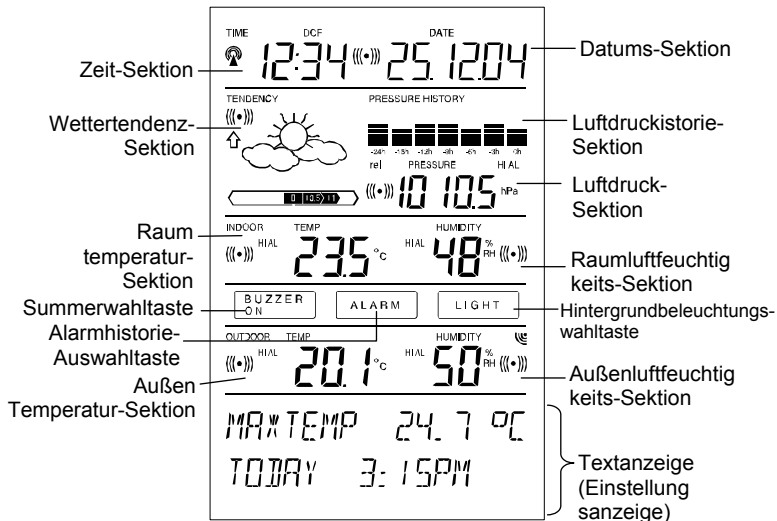 TIME DCF DATE
12:34 25.12.04
Zeit-Sektion
Datums-Sektion
TENDENCY PRESSURE HISTORY
Wettertendenz-
Sektion
-24h -18h -12h -9h -6h -3h 0h
Luftdruckistorie-
Sektion
rel PRESSURE HI AL
1010.5 hPa
Luftdruck-
Sektion
INDOOR TEMP HUMIDITY
HI AL 23.5 °C HI AL 48 % RH
Raum
temperatur-
Sektion
Raumluftfeuchtig
keits-Sektion
BUZZER
ON
ALARM
LIGHT
Summerwahltaste
Alarmhistorie-
Auswahltaste
Hintergrundbeleuchtungs-
wahltaste
OUTDOOR TEMP HUMIDITY
HI AL 20.1 °C HI AL 50 % RH
Außen
Temperatur-Sektion
Außenluftfeuchtig
keits-Sektion
MAX TEMP 24.7 °C
TODAY 3:15PM
Textanzeige
(Einstellung
sanzeige)